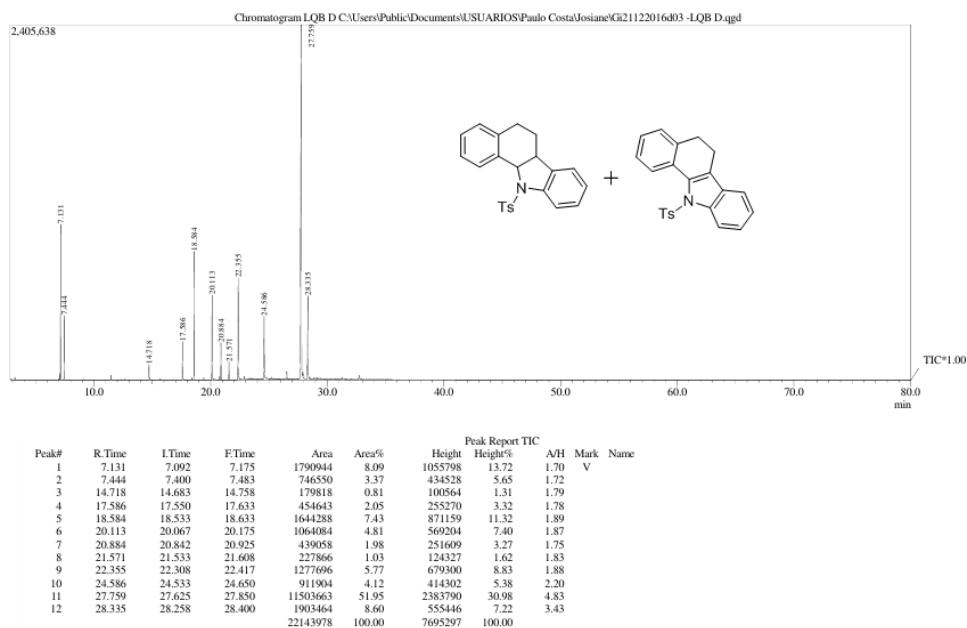 Chromatogram LQB D C:\Users\Public\Documents\USUARIOS\Paulo Costa\Josiane\Gi21122016d03 -LQB D.qgd
2,405,638
27.759
7.131
7.444
14.718
17.586
18.584
20.113
20.884
21.571
22.355
24.586
28.335
Ts N + Ts N
TIC*1.00
10.0 20.0 30.0 40.0 50.0 60.0 70.0 80.0
min
Peak Report TIC
Peak# R.Time I.Time F.Time Area Area% Height Height% A/H Mark Name
1 7.131 7.092 7.175 1790944 8.09 1055798 13.72 1.70 V
2 7.444 7.400 7.483 746550 3.37 434528 5.65 1.72
3 14.718 14.683 14.758 179818 0.81 100564 1.31 1.79
4 17.586 17.550 17.633 454643 2.05 255270 3.32 1.78
5 18.584 18.533 18.633 1644288 7.43 871159 11.32 1.89
6 20.113 20.067 20.175 1064084 4.81 569204 7.40 1.87
7 20.884 20.842 20.925 439058 1.98 251609 3.27 1.75
8 21.571 21.533 21.608 227866 1.03 124327 1.62 1.83
9 22.355 22.308 22.417 1277696 5.77 679300 8.83 1.88
10 24.586 24.533 24.650 911904 4.12 414302 5.38 2.20
11 27.759 27.625 27.850 11503663 51.95 2383790 30.98 4.83
12 28.335 28.258 28.400 1903464 8.60 555446 7.22 3.43
22143978 100.00 7695297 100.00